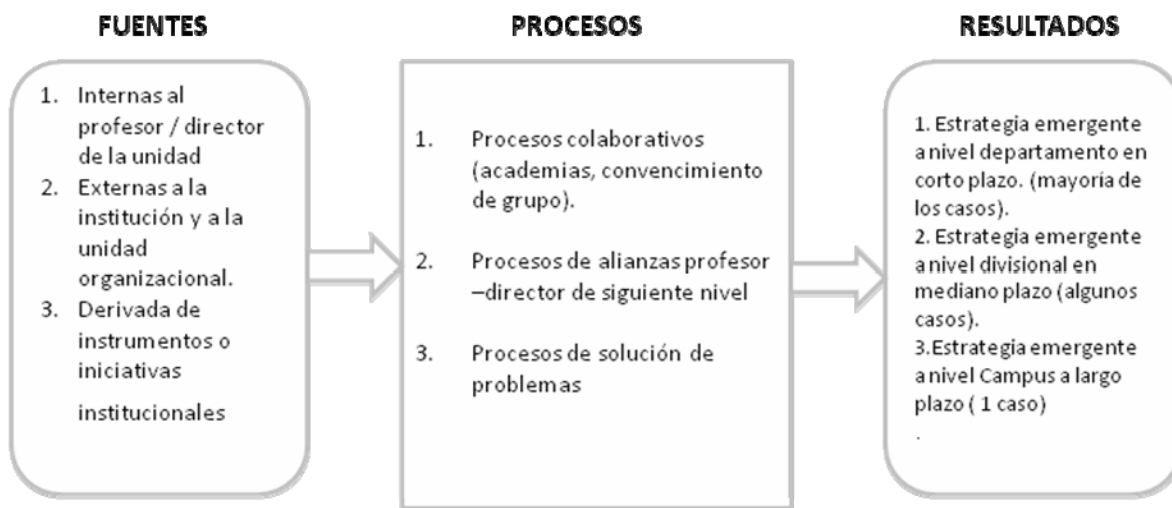 FUENTES
1. Internas al
profesor / director
de la unidad
2. Externas a la
institución y a la
unidad
organizacional.
3. Derivada de
instrumentos o
iniciativas
institucionales
PROCESOS
1. Procesos colaborativos
(academias, convencimiento
de grupo).
2. Procesos de alianzas profesor
–director de siguiente nivel
3. Procesos de solución de
problemas
RESULTADOS
1. Estrategia emergente
a nivel departamento en
corto plazo. (mayoría de
los casos).
2. Estrategia emergente
a nivel divisional en
mediano plazo (algunos
casos).
3.Estrategia emergente
a nivel Campus a largo
plazo ( 1 caso)
.